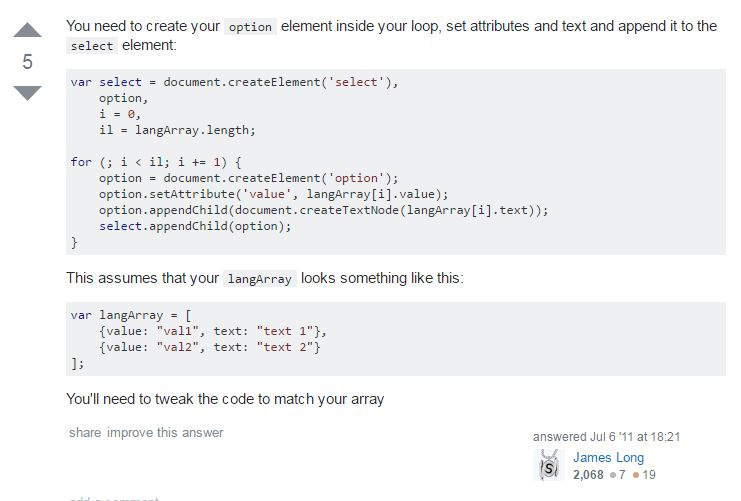 You need to create your option element inside your loop, set attributes and text and append it to the
select element:
5
var select = document.createElement('select'),
    option,
    i = 0,
    il = langArray.length;
for (; i < il; i += 1) {
    option = document.createElement('option');
    option.setAttribute('value', langArray[i].value);
    option.appendChild(document.createTextNode(langArray[i].text));
    select.appendChild(option);
}
This assumes that your langArray looks something like this:
var langArray = [
    {value: "val1", text: "text 1"},
    {value: "val2", text: "text 2"}
];
You'll need to tweak the code to match your array
share improve this answer
answered Jul 6 '11 at 18:21
S
James Long
2,068 7 19
add a comment